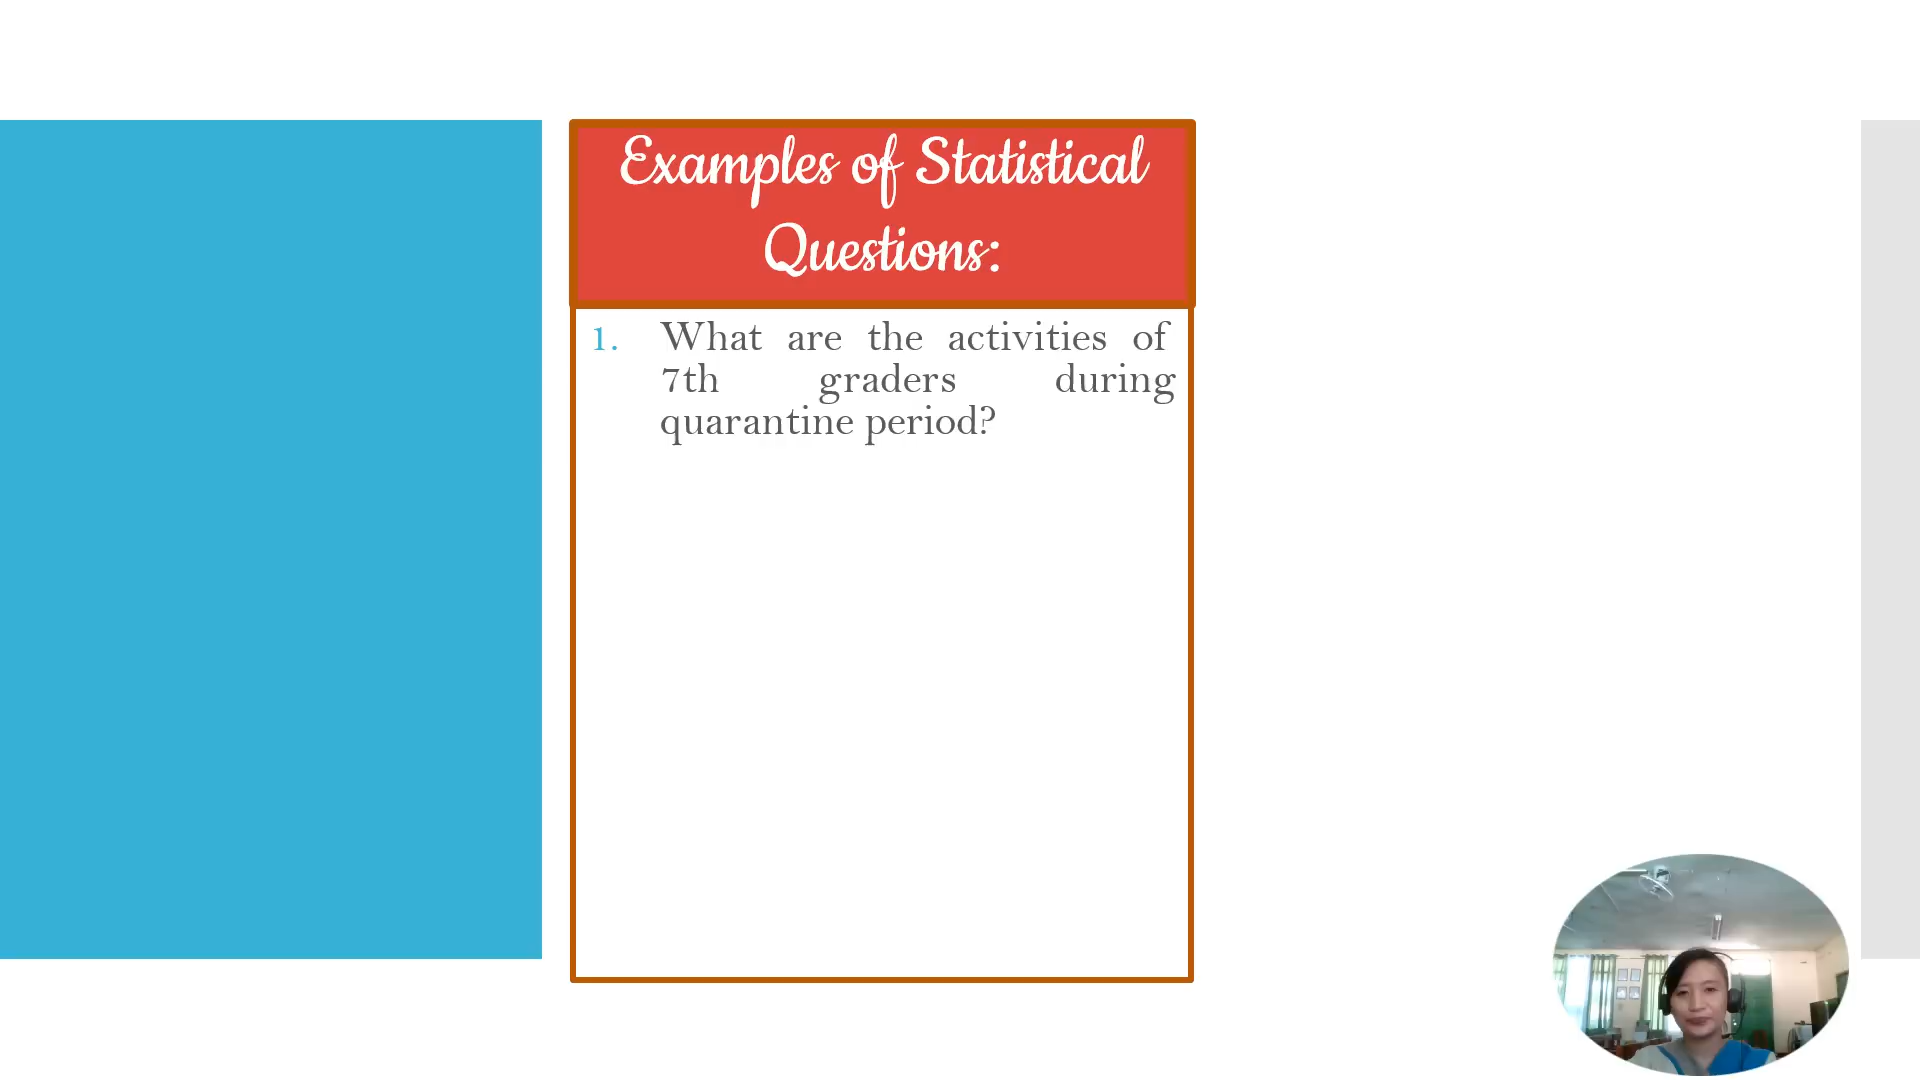 Examples of Statistical
Questions:
1. What are the activities of
7th graders during
quarantine period?